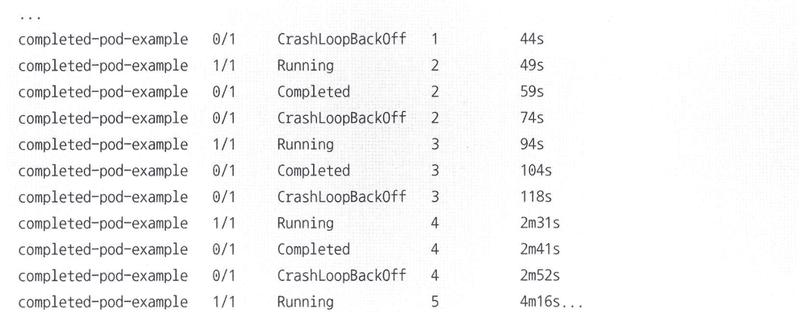 ...
completed-pod-example 0/1 CrashLoopBackOff 1 44s
completed-pod-example 1/1 Running 2 49s
completed-pod-example 0/1 Completed 2 59s
completed-pod-example 0/1 CrashLoopBackOff 2 74s
completed-pod-example 1/1 Running 3 94s
completed-pod-example 0/1 Completed 3 104s
completed-pod-example 0/1 CrashLoopBackOff 3 118s
completed-pod-example 1/1 Running 4 2m31s
completed-pod-example 0/1 Completed 4 2m41s
completed-pod-example 0/1 CrashLoopBackOff 4 2m52s
completed-pod-example 1/1 Running 5 4m16s...